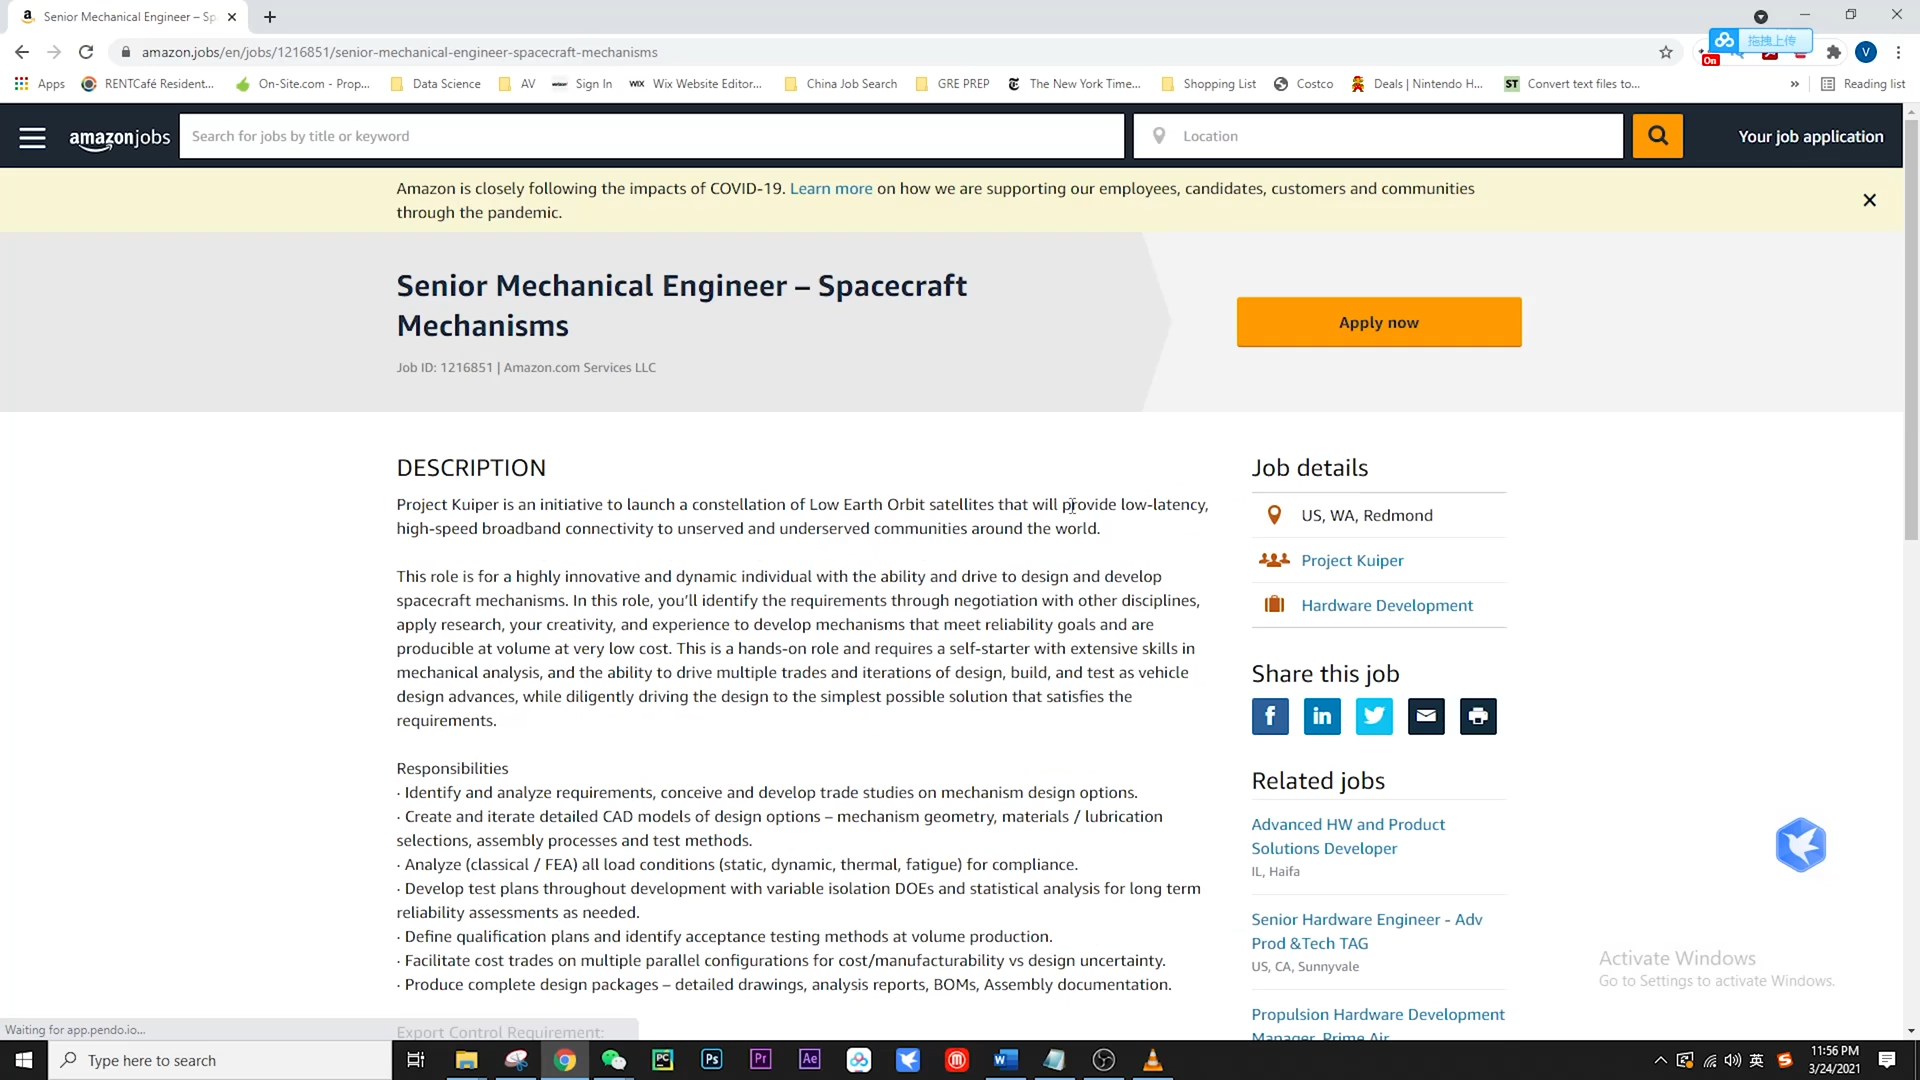 Senior Mechanical Engineer – Sp
amazon.jobs/en/jobs/1216851/senior-mechanical-engineer-spacecraft-mechanisms
拖拽上传
On
V
Apps
RENTCafé Resident...
On-Site.com - Prop...
Data Science
AV
Sign In
WIX Wix Website Editor...
China Job Search
GRE PREP
The New York Time...
Shopping List
Costco
Deals | Nintendo H...
ST Convert text files to...
»
Reading list
amazonjobs
Search for jobs by title or keyword
Location
Your job application
Amazon is closely following the impacts of COVID-19. Learn more on how we are supporting our employees, candidates, customers and communities
through the pandemic.
Senior Mechanical Engineer – Spacecraft
Mechanisms
Job ID: 1216851 | Amazon.com Services LLC
Apply now
DESCRIPTION
Project Kuiper is an initiative to launch a constellation of Low Earth Orbit satellites that will provide low-latency,
high-speed broadband connectivity to unserved and underserved communities around the world.
This role is for a highly innovative and dynamic individual with the ability and drive to design and develop
spacecraft mechanisms. In this role, you’ll identify the requirements through negotiation with other disciplines,
apply research, your creativity, and experience to develop mechanisms that meet reliability goals and are
producible at volume at very low cost. This is a hands-on role and requires a self-starter with extensive skills in
mechanical analysis, and the ability to drive multiple trades and iterations of design, build, and test as vehicle
design advances, while diligently driving the design to the simplest possible solution that satisfies the
requirements.
Responsibilities
· Identify and analyze requirements, conceive and develop trade studies on mechanism design options.
· Create and iterate detailed CAD models of design options – mechanism geometry, materials / lubrication
selections, assembly processes and test methods.
· Analyze (classical / FEA) all load conditions (static, dynamic, thermal, fatigue) for compliance.
· Develop test plans throughout development with variable isolation DOEs and statistical analysis for long term
reliability assessments as needed.
· Define qualification plans and identify acceptance testing methods at volume production.
· Facilitate cost trades on multiple parallel configurations for cost/manufacturability vs design uncertainty.
· Produce complete design packages – detailed drawings, analysis reports, BOMs, Assembly documentation.
Export Control Requirement:
Job details
US, WA, Redmond
Project Kuiper
Hardware Development
Share this job
Related jobs
Advanced HW and Product
Solutions Developer
IL, Haifa
Senior Hardware Engineer - Adv
Prod &Tech TAG
US, CA, Sunnyvale
Propulsion Hardware Development
Manager, Prime Air
Activate Windows
Go to Settings to activate Windows.
Waiting for app.pendo.io...
Type here to search
PC
Ps
Pr
Ae
英
11:56 PM
3/24/2021